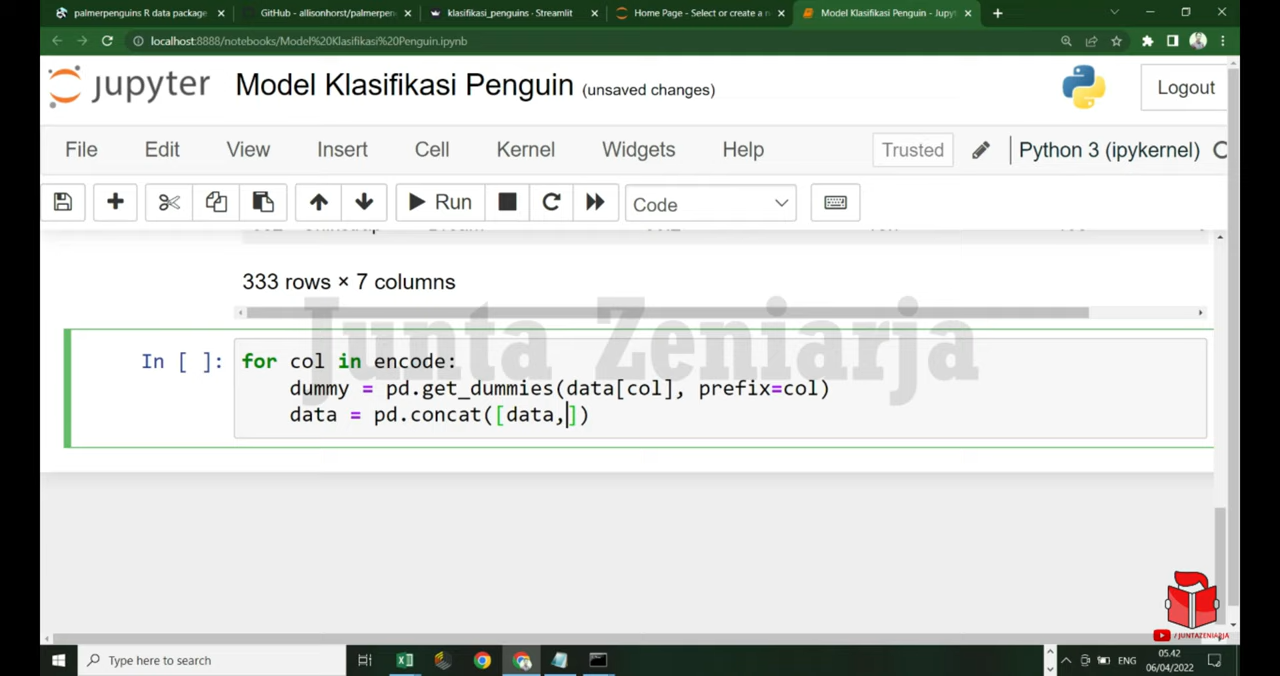 palmerpenguins R data package
GitHub - allisonhorst/palmerpen
klasifikasi_penguins · Streamlit
Home Page - Select or create a n
Model Klasifikasi Penguin - Jupyt
localhost:8888/notebooks/Model%20Klasifikasi%20Penguin.ipynb
jupyter Model Klasifikasi Penguin (unsaved changes)
Logout
File Edit View Insert Cell Kernel Widgets Help
Trusted
Python 3 (ipykernel)
Run
Code
333 rows × 7 columns
Junta Zeniarja
In [ ]: for col in encode:
dummy = pd.get_dummies(data[col], prefix=col)
data = pd.concat([data,])
/JUNTAZENIARJA
Type here to search
ENG
05.42
06/04/2022